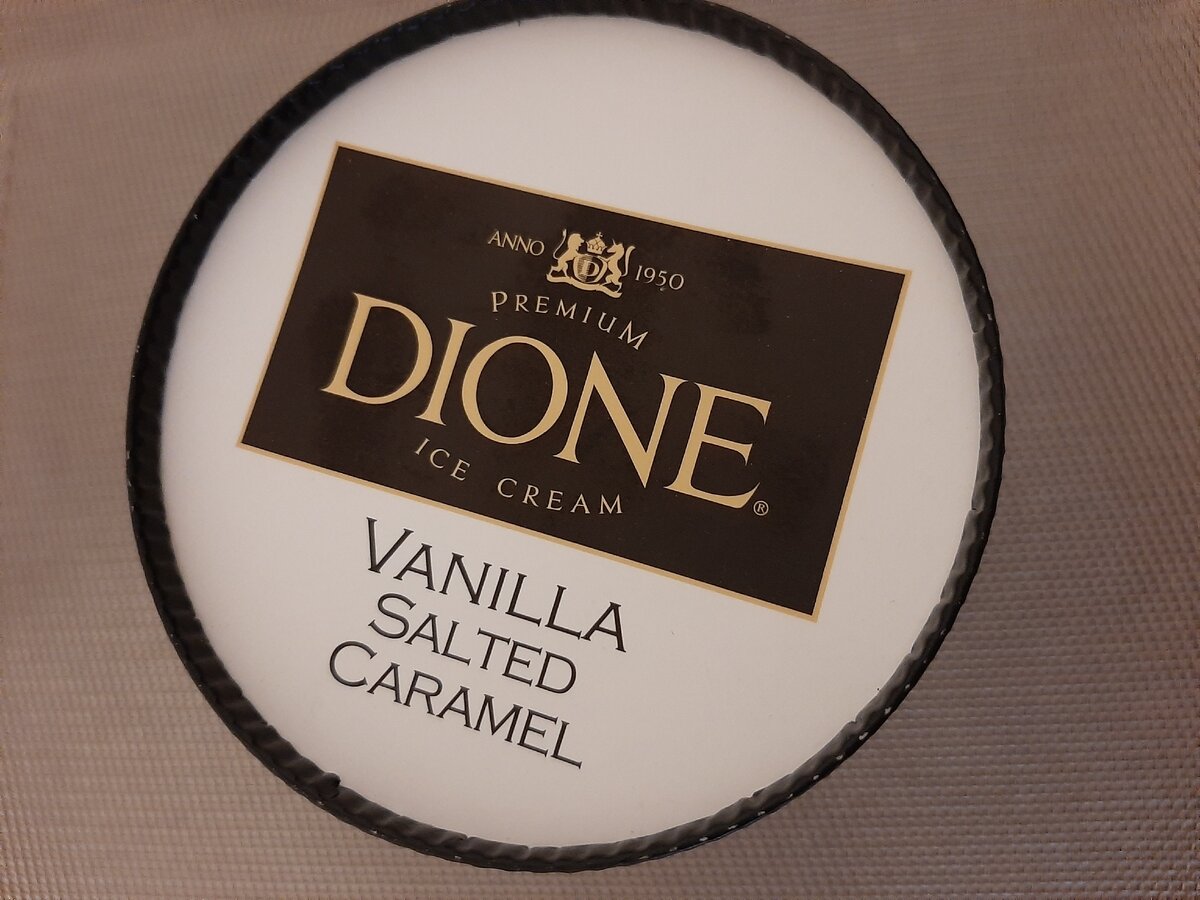 ANNO D 1950
PREMIUM
DIONE®
ICE CREAM
VANILLA
SALTED
CARAMEL